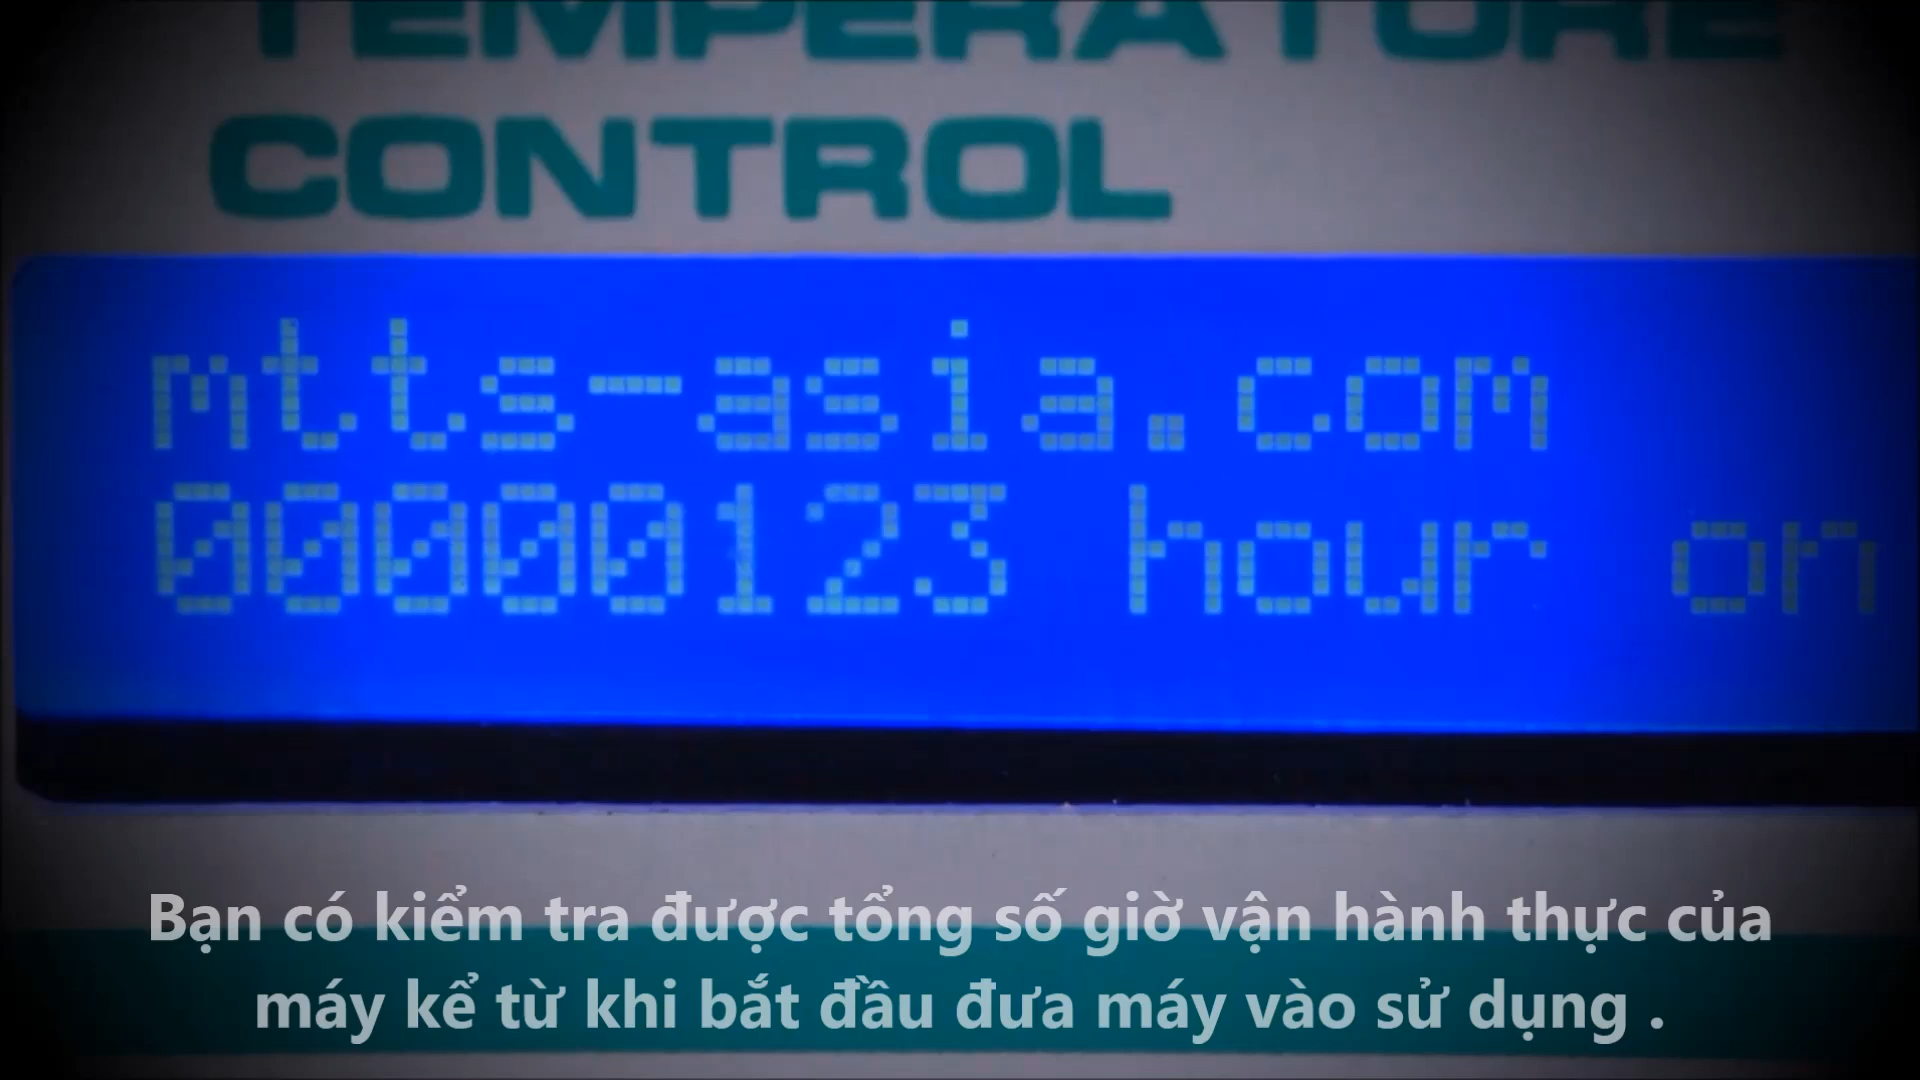 TEMPERATURE
CONTROL
mtts-asia.com
00000123 hour on
Bạn có kiểm tra được tổng số giờ vận hành thực của
máy kể từ khi bắt đầu đưa máy vào sử dụng .